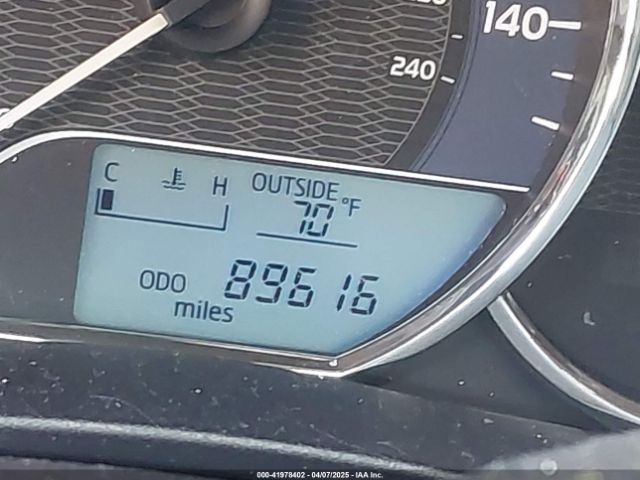 140
240
C H OUTSIDE
70 °F
ODO 89616
miles
000-41978402 - 04/07/2025 - IAA Inc.